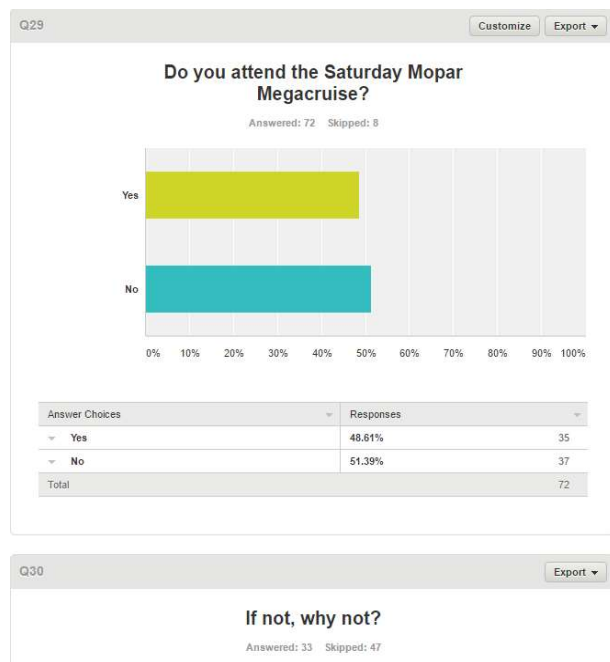 Q29 Customize Export
Do you attend the Saturday Mopar
Megacruise?
Answered: 72 Skipped: 8
Yes
No
0% 10% 20% 30% 40% 50% 60% 70% 80% 90% 100%
Answer Choices Responses
Yes 48.61% 35
No 51.39% 37
Total 72
Q30 Export
If not, why not?
Answered: 33 Skipped: 47